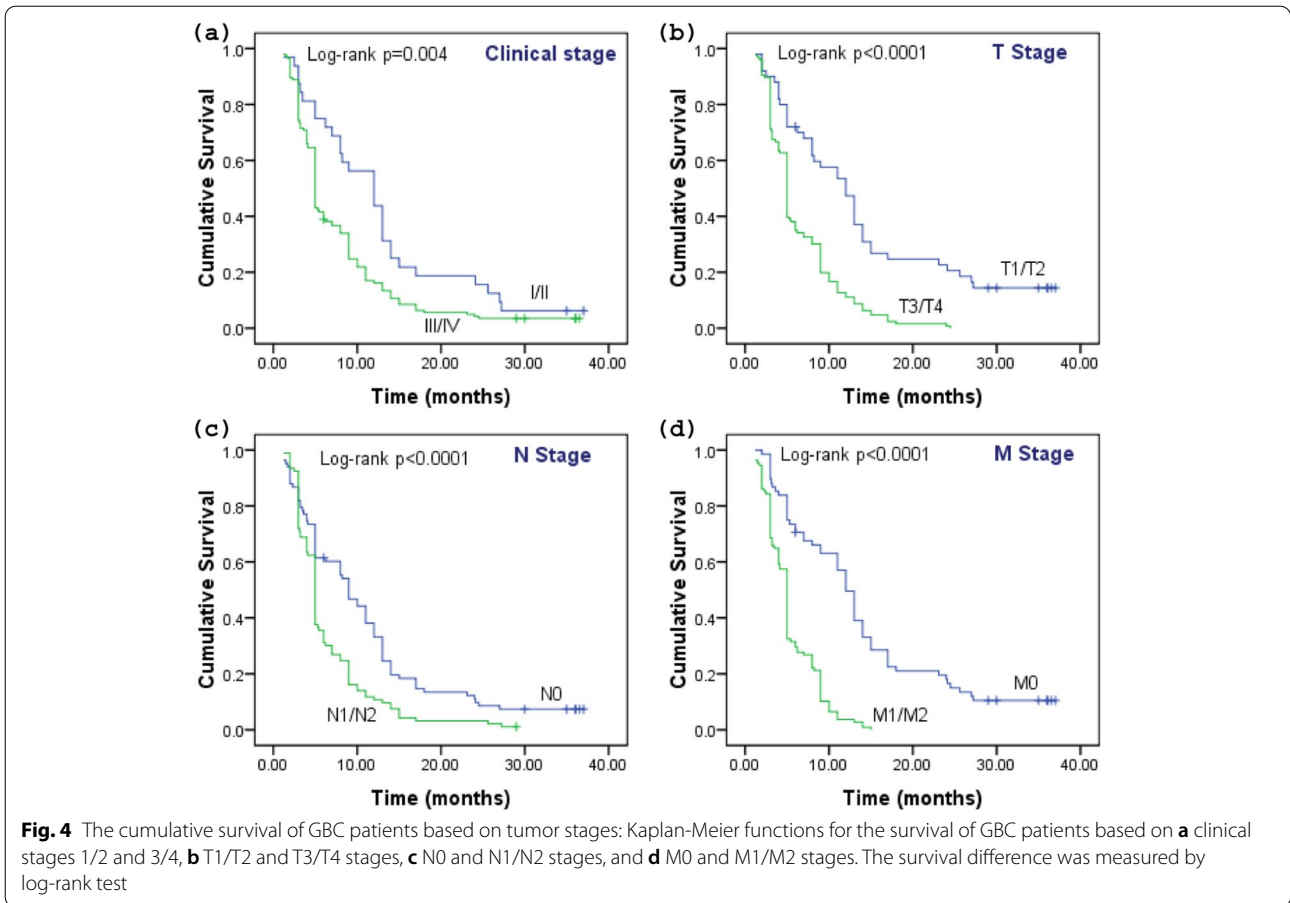 (a)
Log-rank p=0.004
Clinical stage
Cumulative Survival
1.0
0.8
0.6
0.4
0.2
0.0
I/II
III/IV
0.00 10.00 20.00 30.00 40.00
Time (months)
(b)
Log-rank p<0.0001
T Stage
Cumulative Survival
1.0
0.8
0.6
0.4
0.2
0.0
T1/T2
T3/T4
0.00 10.00 20.00 30.00 40.00
Time (months)
(c)
Log-rank p<0.0001
N Stage
Cumulative Survival
1.0
0.8
0.6
0.4
0.2
0.0
N0
N1/N2
0.00 10.00 20.00 30.00 40.00
Time (months)
(d)
Log-rank p<0.0001
M Stage
Cumulative Survival
1.0
0.8
0.6
0.4
0.2
0.0
M0
M1/M2
0.00 10.00 20.00 30.00 40.00
Time (months)
Fig. 4 The cumulative survival of GBC patients based on tumor stages: Kaplan-Meier functions for the survival of GBC patients based on a clinical
stages 1/2 and 3/4, b T1/T2 and T3/T4 stages, c N0 and N1/N2 stages, and d M0 and M1/M2 stages. The survival difference was measured by
log-rank test